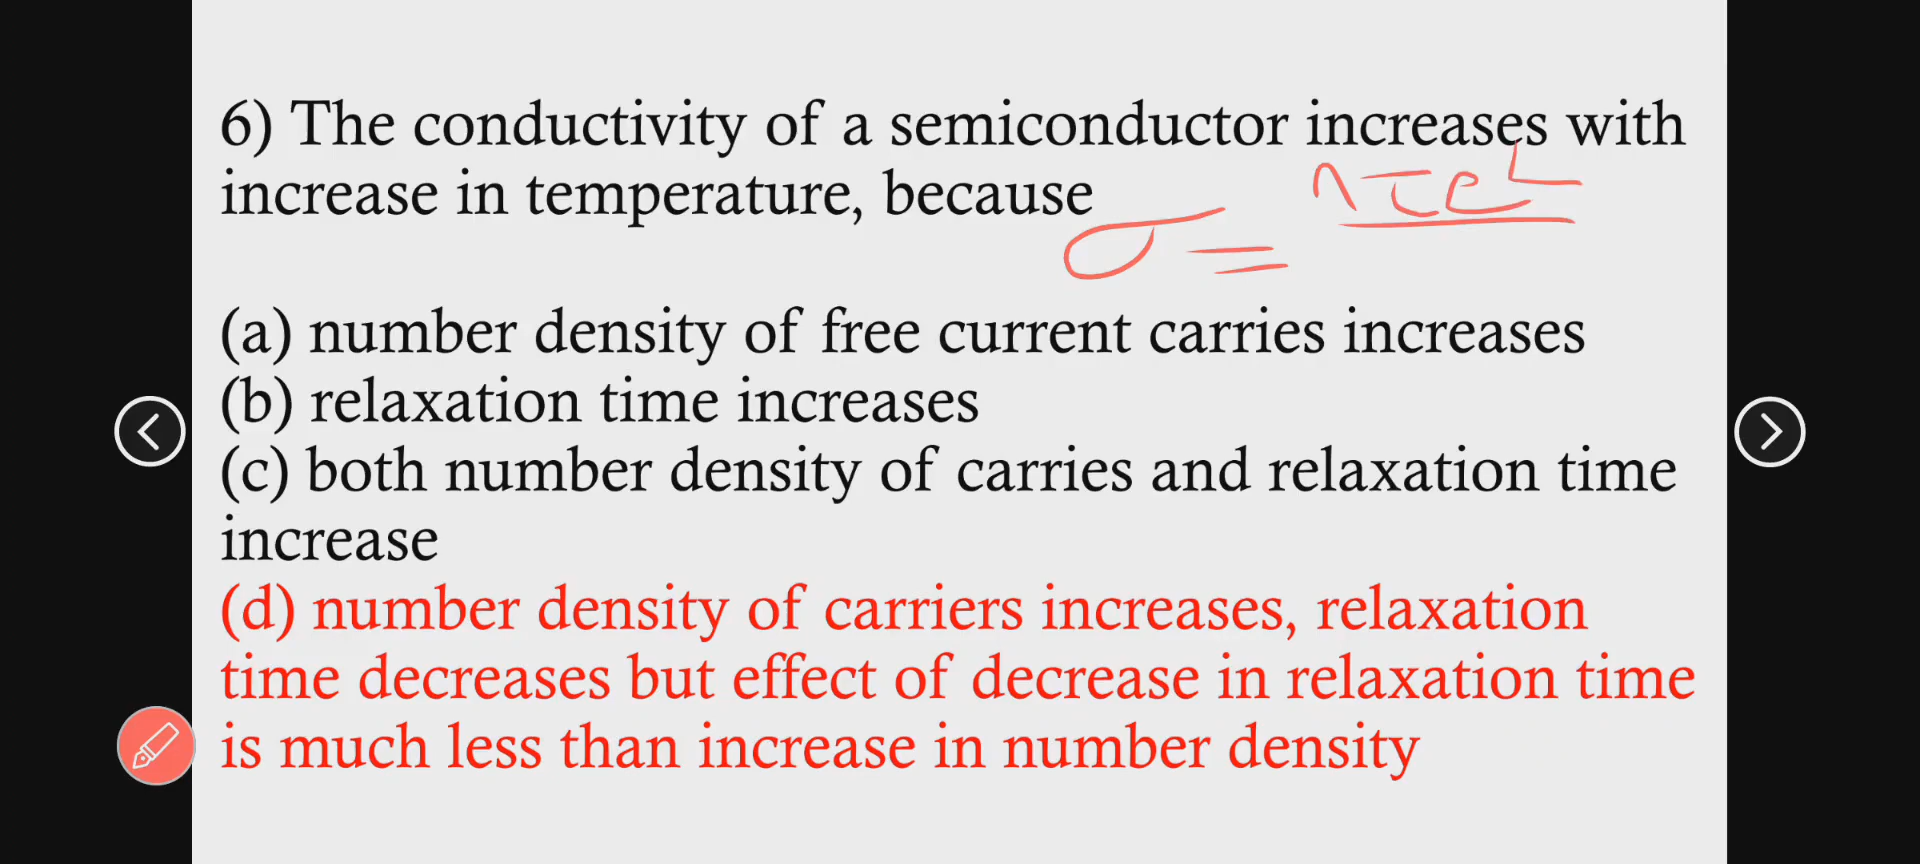 6) The conductivity of a semiconductor increases with
increase in temperature, because
σ =
(a) number density of free current carries increases
(b) relaxation time increases
(c) both number density of carries and relaxation time
increase
(d) number density of carriers increases, relaxation
time decreases but effect of decrease in relaxation time
is much less than increase in number density